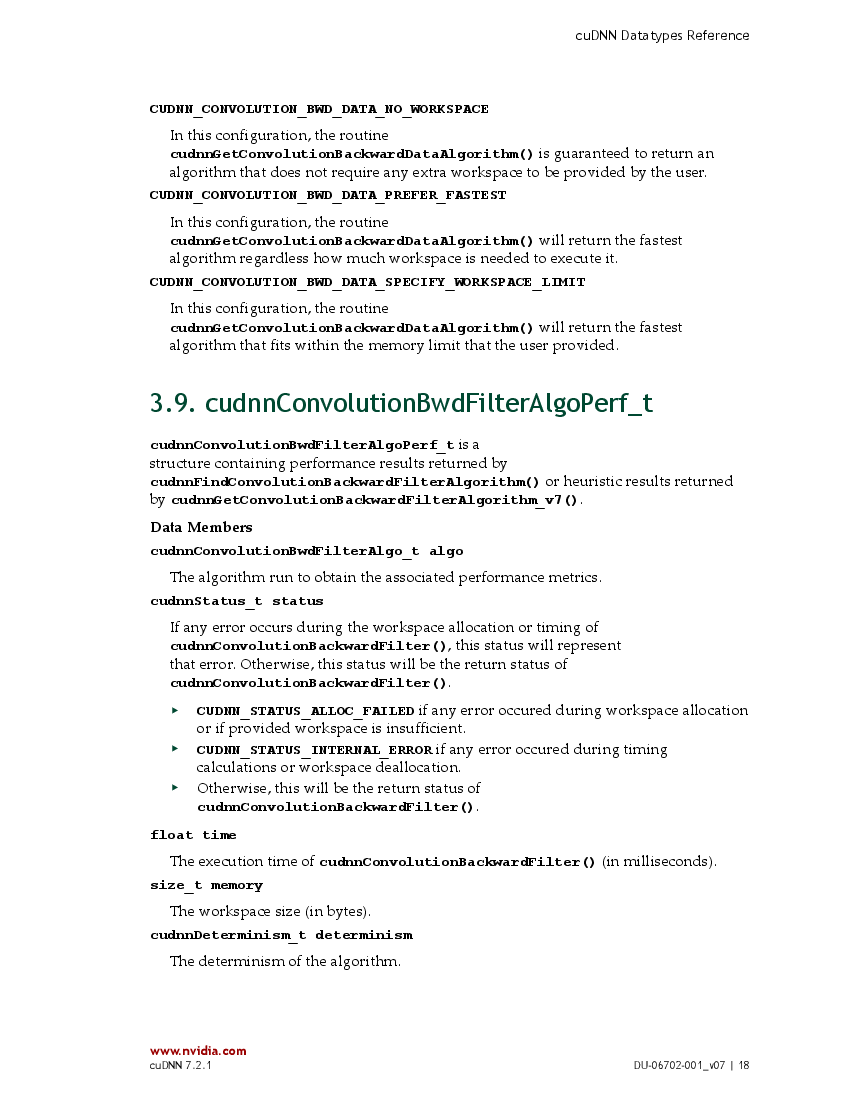 cuDNN Datatypes Reference
CUDNN_CONVOLUTION_BWD_DATA_NO_WORKSPACE
In this configuration, the routine
cudnnGetConvolutionBackwardDataAlgorithm() is guaranteed to return an
algorithm that does not require any extra workspace to be provided by the user.
CUDNN_CONVOLUTION_BWD_DATA_PREFER_FASTEST
In this configuration, the routine
cudnnGetConvolutionBackwardDataAlgorithm() will return the fastest
algorithm regardless how much workspace is needed to execute it.
CUDNN_CONVOLUTION_BWD_DATA_SPECIFY_WORKSPACE_LIMIT
In this configuration, the routine
cudnnGetConvolutionBackwardDataAlgorithm() will return the fastest
algorithm that fits within the memory limit that the user provided.
3.9. cudnnConvolutionBwdFilterAlgoPerf_t
cudnnConvolutionBwdFilterAlgoPerf_t is a
structure containing performance results returned by
cudnnFindConvolutionBackwardFilterAlgorithm() or heuristic results returned
by cudnnGetConvolutionBackwardFilterAlgorithm_v7().
Data Members
cudnnConvolutionBwdFilterAlgo_t algo
The algorithm run to obtain the associated performance metrics.
cudnnStatus_t status
If any error occurs during the workspace allocation or timing of
cudnnConvolutionBackwardFilter(), this status will represent
that error. Otherwise, this status will be the return status of
cudnnConvolutionBackwardFilter().
‣ CUDNN_STATUS_ALLOC_FAILED if any error occured during workspace allocation
or if provided workspace is insufficient.
‣ CUDNN_STATUS_INTERNAL_ERROR if any error occured during timing
calculations or workspace deallocation.
‣ Otherwise, this will be the return status of
cudnnConvolutionBackwardFilter().
float time
The execution time of cudnnConvolutionBackwardFilter() (in milliseconds).
size_t memory
The workspace size (in bytes).
cudnnDeterminism_t determinism
The determinism of the algorithm.
www.nvidia.com
cuDNN 7.2.1
DU-06702-001_v07 | 18